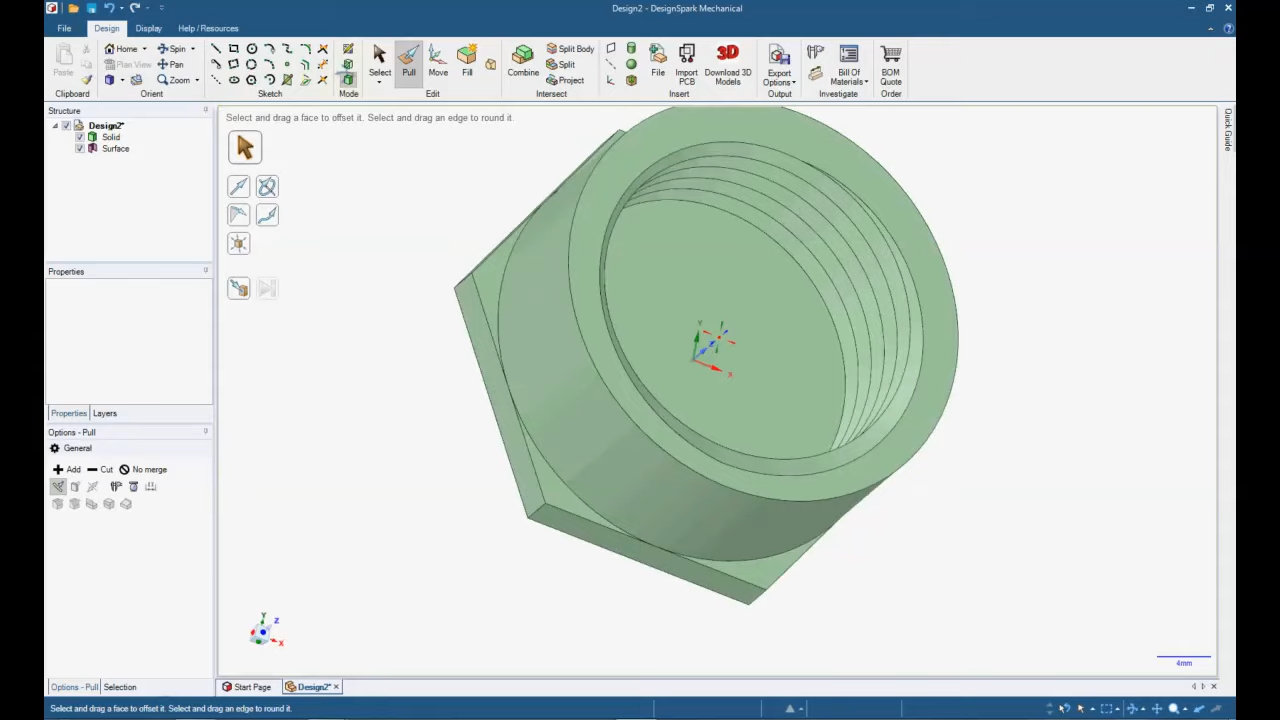 Design2 - DesignSpark Mechanical
File Design Display Help / Resources
Home Spin
Plan View Pan
Zoom
Paste
Select Pull Move Fill
Combine
Split Body
Split
Project
File Import PCB Download 3D Models
Export Options
Bill Of Materials
BOM Quote
Clipboard Orient Sketch Mode Edit Intersect Insert Output Investigate Order
Structure
Design2*
Solid
Surface
Select and drag a face to offset it. Select and drag an edge to round it.
Quick Guide
Properties
Properties Layers
Options - Pull
General
Add Cut No merge
Y
Z
X
Y
Z
X
4mm
Options - Pull Selection
Start Page Design2*
Select and drag a face to offset it. Select and drag an edge to round it.